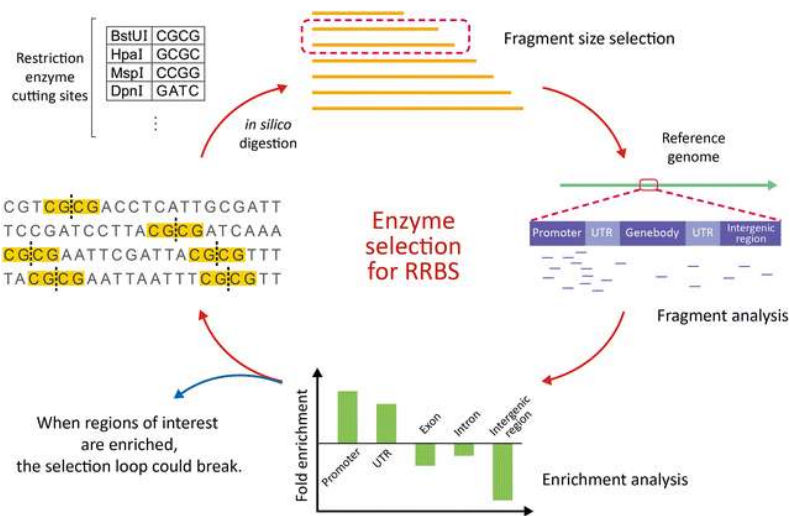 Restriction
enzyme
cutting sites
BstUI CGCG
HpaI GCGC
MspI CCGG
DpnI GATC
⋮
in silico
digestion
Fragment size selection
Reference
genome
Promoter UTR Genebody UTR Intergenic
region
Fragment analysis
CGTCGCGACCTCATTGCGATT
TCCGATCCTTACGCGATCAAA
CGCGAATTCGATTACGCGTTT
TACGCGAATTAATTTCGCGTT
Enzyme
selection
for RRBS
When regions of interest
are enriched,
the selection loop could break.
Fold enrichment
Promoter
UTR
Exon
Intron
Intergenic
region
Enrichment analysis